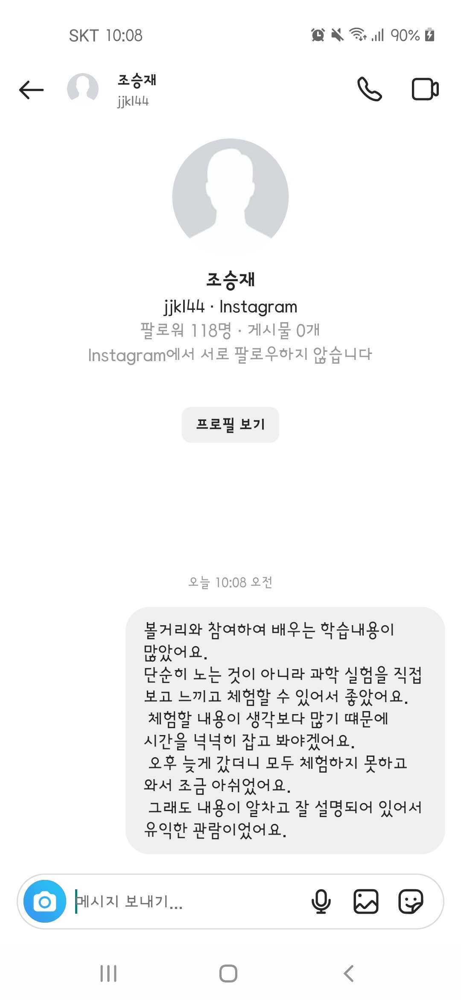 SKT 10:08 90%
조승재
jjkl44
조승재
jjkl44 · Instagram
팔로워 118명 · 게시물 0개
Instagram에서 서로 팔로우하지 않습니다
프로필 보기
오늘 10:08 오전
볼거리와 참여하여 배우는 학습내용이
많았어요.
단순히 노는 것이 아니라 과학 실험을 직접
보고 느끼고 체험할 수 있어서 좋았어요.
체험할 내용이 생각보다 많기 떄문에
시간을 넉넉히 잡고 봐야겠어요.
오후 늦게 갔더니 모두 체험하지 못하고
와서 조금 아쉬었어요.
그래도 내용이 알차고 잘 설명되어 있어서
유익한 관람이었어요.
메시지 보내기...